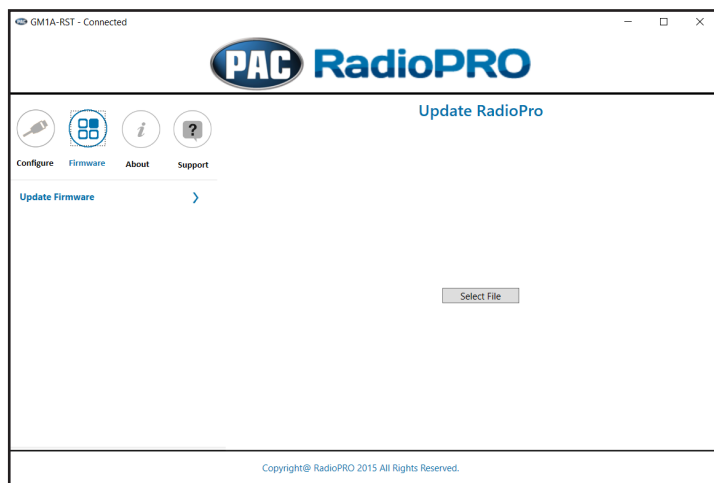 GM1A-RST - Connected
PAC RadioPRO
Configure Firmware About Support
Update Firmware
Update RadioPro
Select File
Copyright@ RadioPRO 2015 All Rights Reserved.